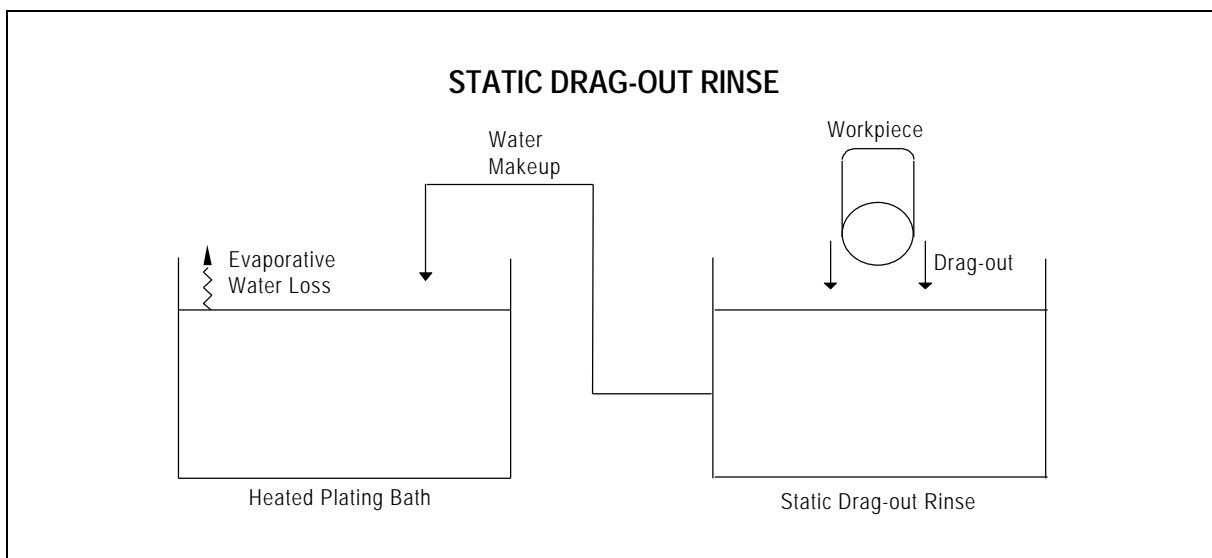 STATIC DRAG-OUT RINSE
Water
Makeup
Workpiece
Evaporative
Water Loss
Drag-out
Heated Plating Bath
Static Drag-out Rinse